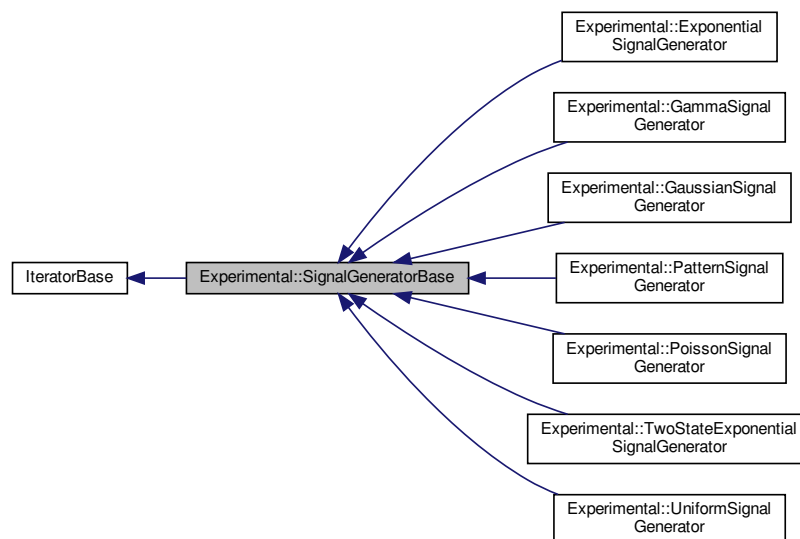 Experimental::Exponential
SignalGenerator
Experimental::GammaSignal
Generator
Experimental::GaussianSignal
Generator
IteratorBase
Experimental::SignalGeneratorBase
Experimental::PatternSignal
Generator
Experimental::PoissonSignal
Generator
Experimental::TwoStateExponential
SignalGenerator
Experimental::UniformSignal
Generator